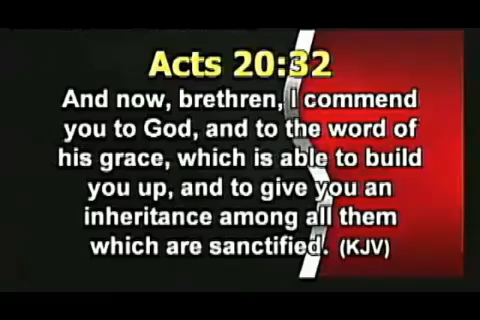 Acts 20:32
And now, brethren, I commend
you to God, and to the word of
his grace, which is able to build
you up, and to give you an
inheritance among all them
which are sanctified. (KJV)